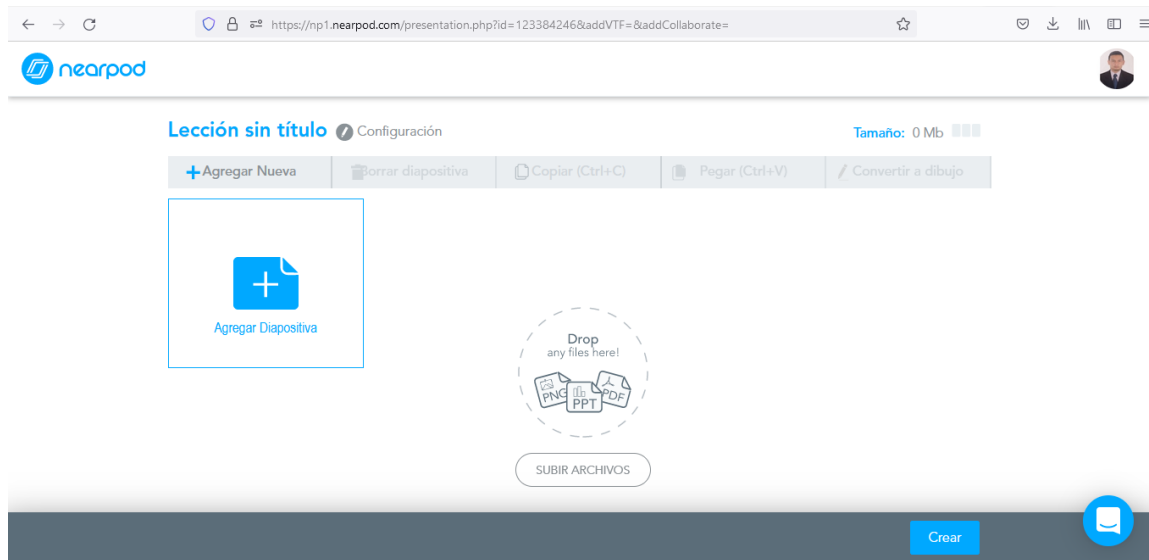 https://np1.nearpod.com/presentation.php?id=123384246&addVTF=&addCollaborate=
nearpod
Lección sin título Configuración
Tamaño: 0 Mb
Agregar Nueva Borrar diapositiva Copiar (Ctrl+C) Pegar (Ctrl+V) Convertir a dibujo
Agregar Diapositiva
Drop
any files here!
PNG PPT PDF
SUBIR ARCHIVOS
Crear